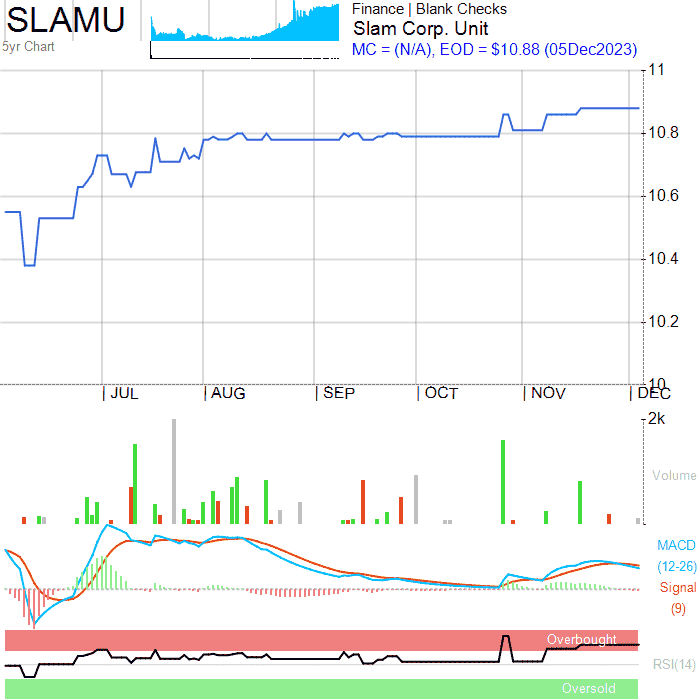 SLAMU
5yr Chart
Finance | Blank Checks
Slam Corp. Unit
MC = (N/A), EOD = $10.88 (05Dec2023)
11
10.8
10.6
10.4
10.2
10
JUL
AUG
SEP
OCT
NOV
DEC
2k
Volume
MACD
(12-26)
Signal
(9)
Overbought
RSI(14)
Oversold